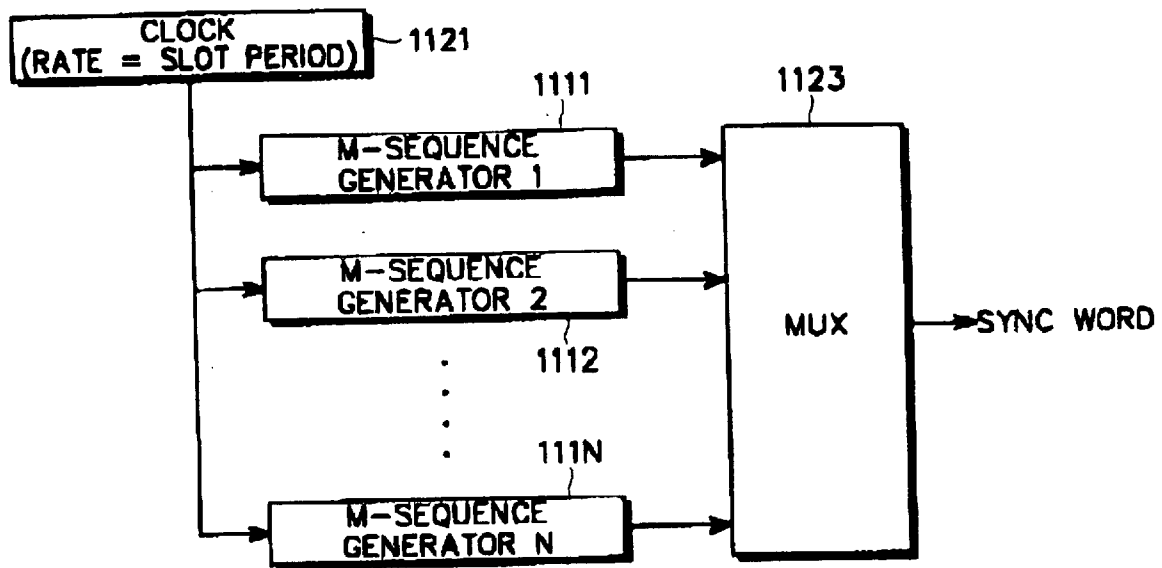 CLOCK
(RATE = SLOT PERIOD)
1121
1111
1123
M-SEQUENCE
GENERATOR 1
M-SEQUENCE
GENERATOR 2
1112
MUX
SYNC WORD
111N
M-SEQUENCE
GENERATOR N